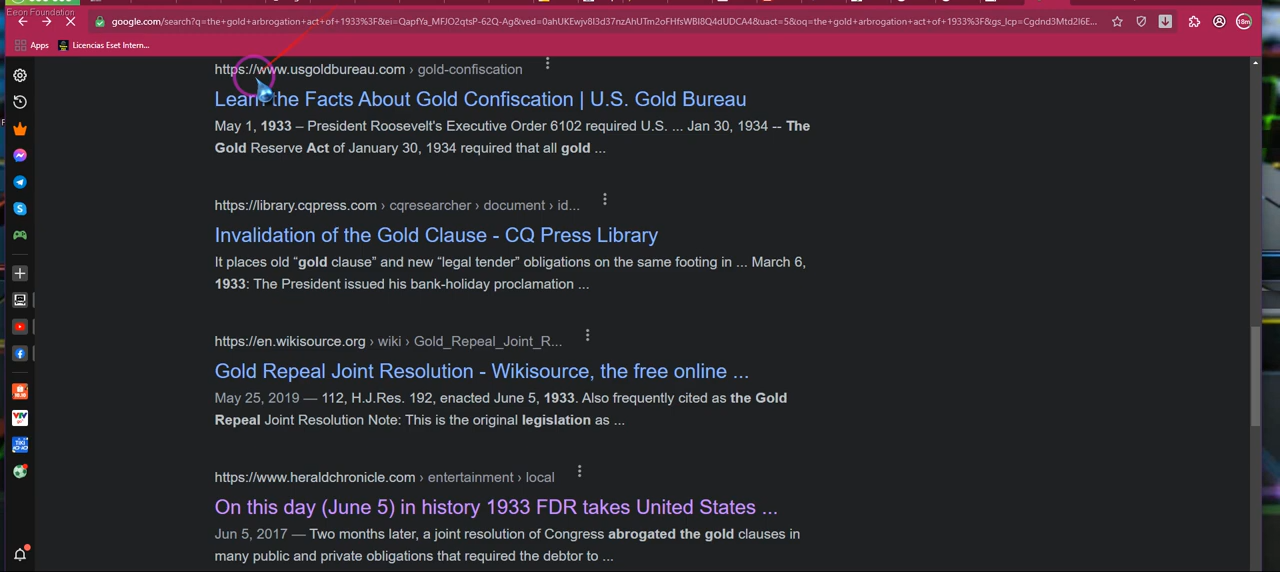 Eeon Foundation
google.com/search?q=the+gold+arbrogation+act+of+1933%3F&ei=QapfYa_MFJO2qtsP-62Q-Ag&ved=0ahUKEwjv8I3d37nzAhUTm2oFHfsWBI8Q4dUDCA4&uact=5&oq=the+gold+arbrogation+act+of+1933%3F&gs_lcp=Cgdnd3Mtd2l6E...
18m
Apps
Licencias Eset Intern...
https://www.usgoldbureau.com › gold-confiscation
Learn the Facts About Gold Confiscation | U.S. Gold Bureau
May 1, 1933 – President Roosevelt's Executive Order 6102 required U.S. ... Jan 30, 1934 -- The
Gold Reserve Act of January 30, 1934 required that all gold ...
https://library.cqpress.com › cqresearcher › document › id...
Invalidation of the Gold Clause - CQ Press Library
It places old “gold clause” and new “legal tender” obligations on the same footing in ... March 6,
1933: The President issued his bank-holiday proclamation ...
https://en.wikisource.org › wiki › Gold_Repeal_Joint_R...
Gold Repeal Joint Resolution - Wikisource, the free online ...
May 25, 2019 — 112, H.J.Res. 192, enacted June 5, 1933. Also frequently cited as the Gold
Repeal Joint Resolution Note: This is the original legislation as ...
https://www.heraldchronicle.com › entertainment › local
On this day (June 5) in history 1933 FDR takes United States ...
Jun 5, 2017 — Two months later, a joint resolution of Congress abrogated the gold clauses in
many public and private obligations that required the debtor to ...